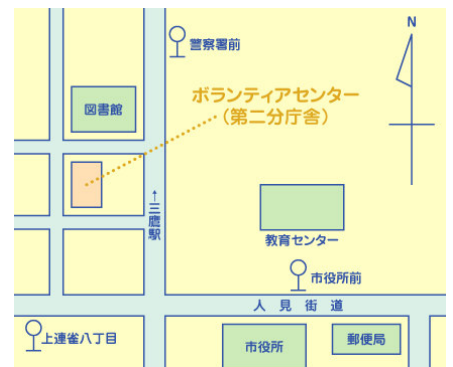 N
警察署前
図書館
ボランティアセンター
(第二分庁舎)
←三鷹駅
教育センター
市役所前
人見街道
上連雀八丁目
市役所
郵便局